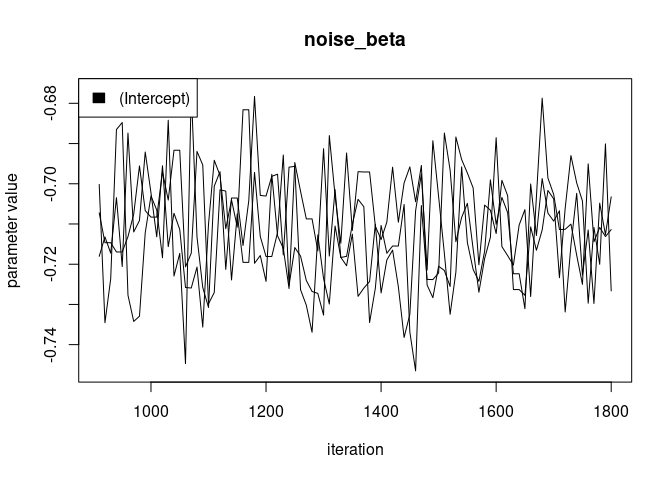 noise_beta
(Intercept)
parameter value
-0.68
-0.70
-0.72
-0.74
1000 1200 1400 1600 1800
iteration